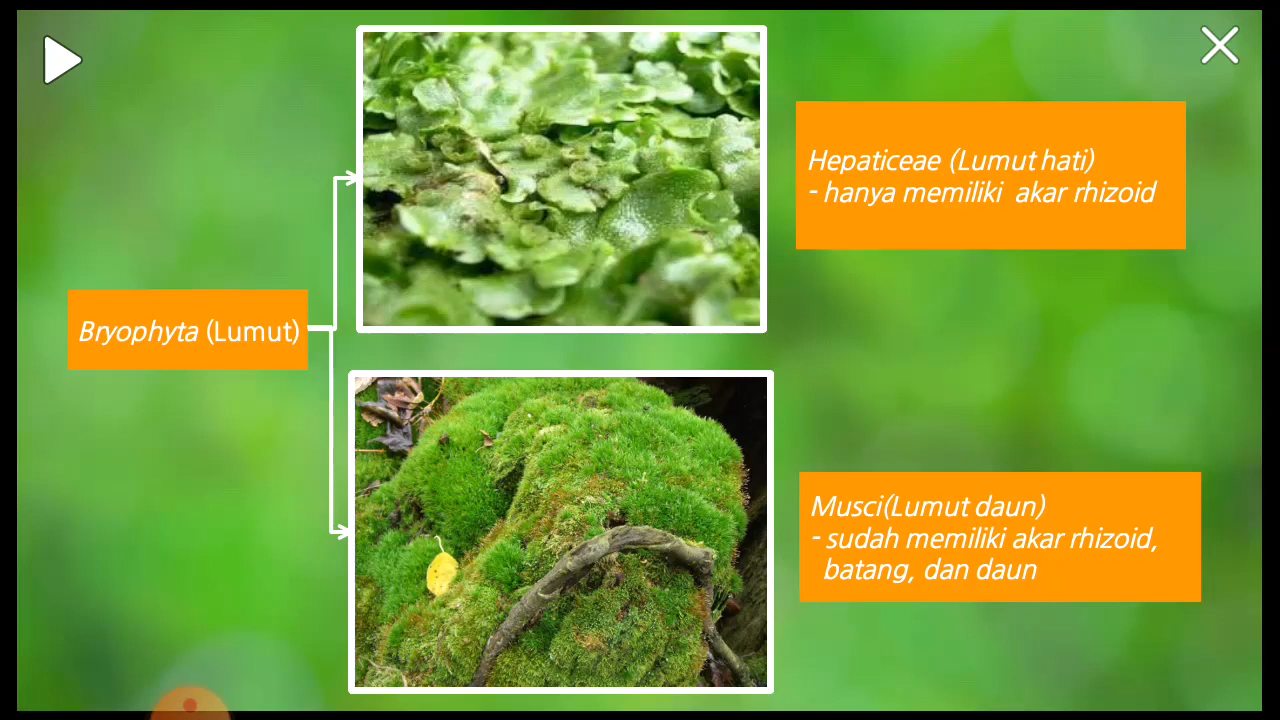 Hepaticeae (Lumut hati)
- hanya memiliki akar rhizoid
Bryophyta (Lumut)
Musci(Lumut daun)
- sudah memiliki akar rhizoid,
batang, dan daun